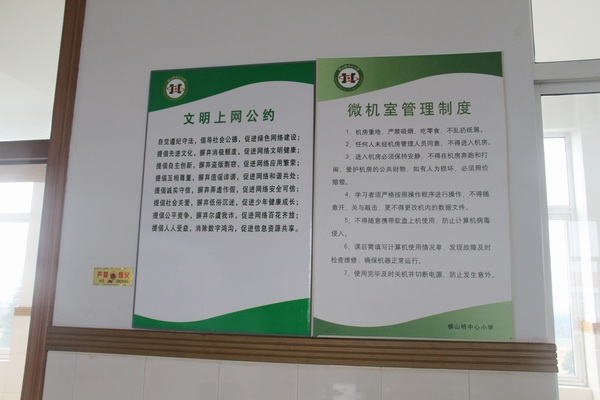 文明上网公约
自觉遵纪守法，倡导社会公德，促进绿色网络建设；
提倡先进文化，摒弃消极颓废，促进网络文明健康；
提倡自主创新，摒弃盗版剽窃，促进网络应用繁荣；
提倡互相尊重，摒弃造谣诽谤，促进网络和谐共处；
提倡诚实守信，摒弃弄虚作假，促进网络安全可信；
提倡社会关爱，摒弃低俗沉迷，促进少年健康成长；
提倡公平竞争，摒弃尔虞我诈，促进网络百花齐放；
提倡人人受益，消除数字鸿沟，促进信息资源共享。
微机室管理制度
1、机房重地，严禁吸烟、吃零食、不乱扔纸屑。
2、任何人未经机房管理人员同意，不得进入机房。
3、进入机房必须保持安静，不得在机房奔跑和打
闹，爱护机房的公共财物，如有人为损坏，必须照价
赔赏。
4、学习者须严格按照操作程序进行操作，不得随
意开、关与敲击，更不得更改机内的数据文件。
5、不得随意携带软盘上机使用，防止计算机病毒
侵入。
6、课后需填写计算机使用情况单，发现故障及时
检查维修，确保机器正常运行。
7、使用完毕及时关机并切断电源，防止发生意外。
横山桥中心小学